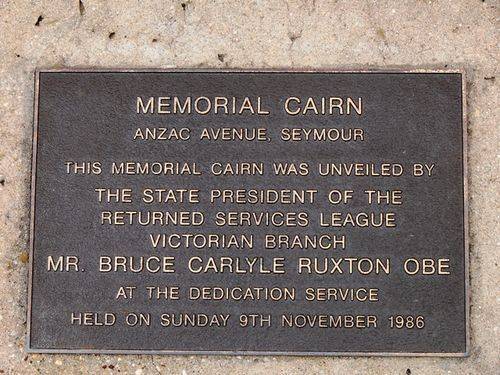 MEMORIAL CAIRN
ANZAC AVENUE, SEYMOUR
THIS MEMORIAL CAIRN WAS UNVEILED BY
THE STATE PRESIDENT OF THE
RETURNED SERVICES LEAGUE
VICTORIAN BRANCH
MR. BRUCE CARLYLE RUXTON OBE
AT THE DEDICATION SERVICE
HELD ON SUNDAY 9TH NOVEMBER 1986